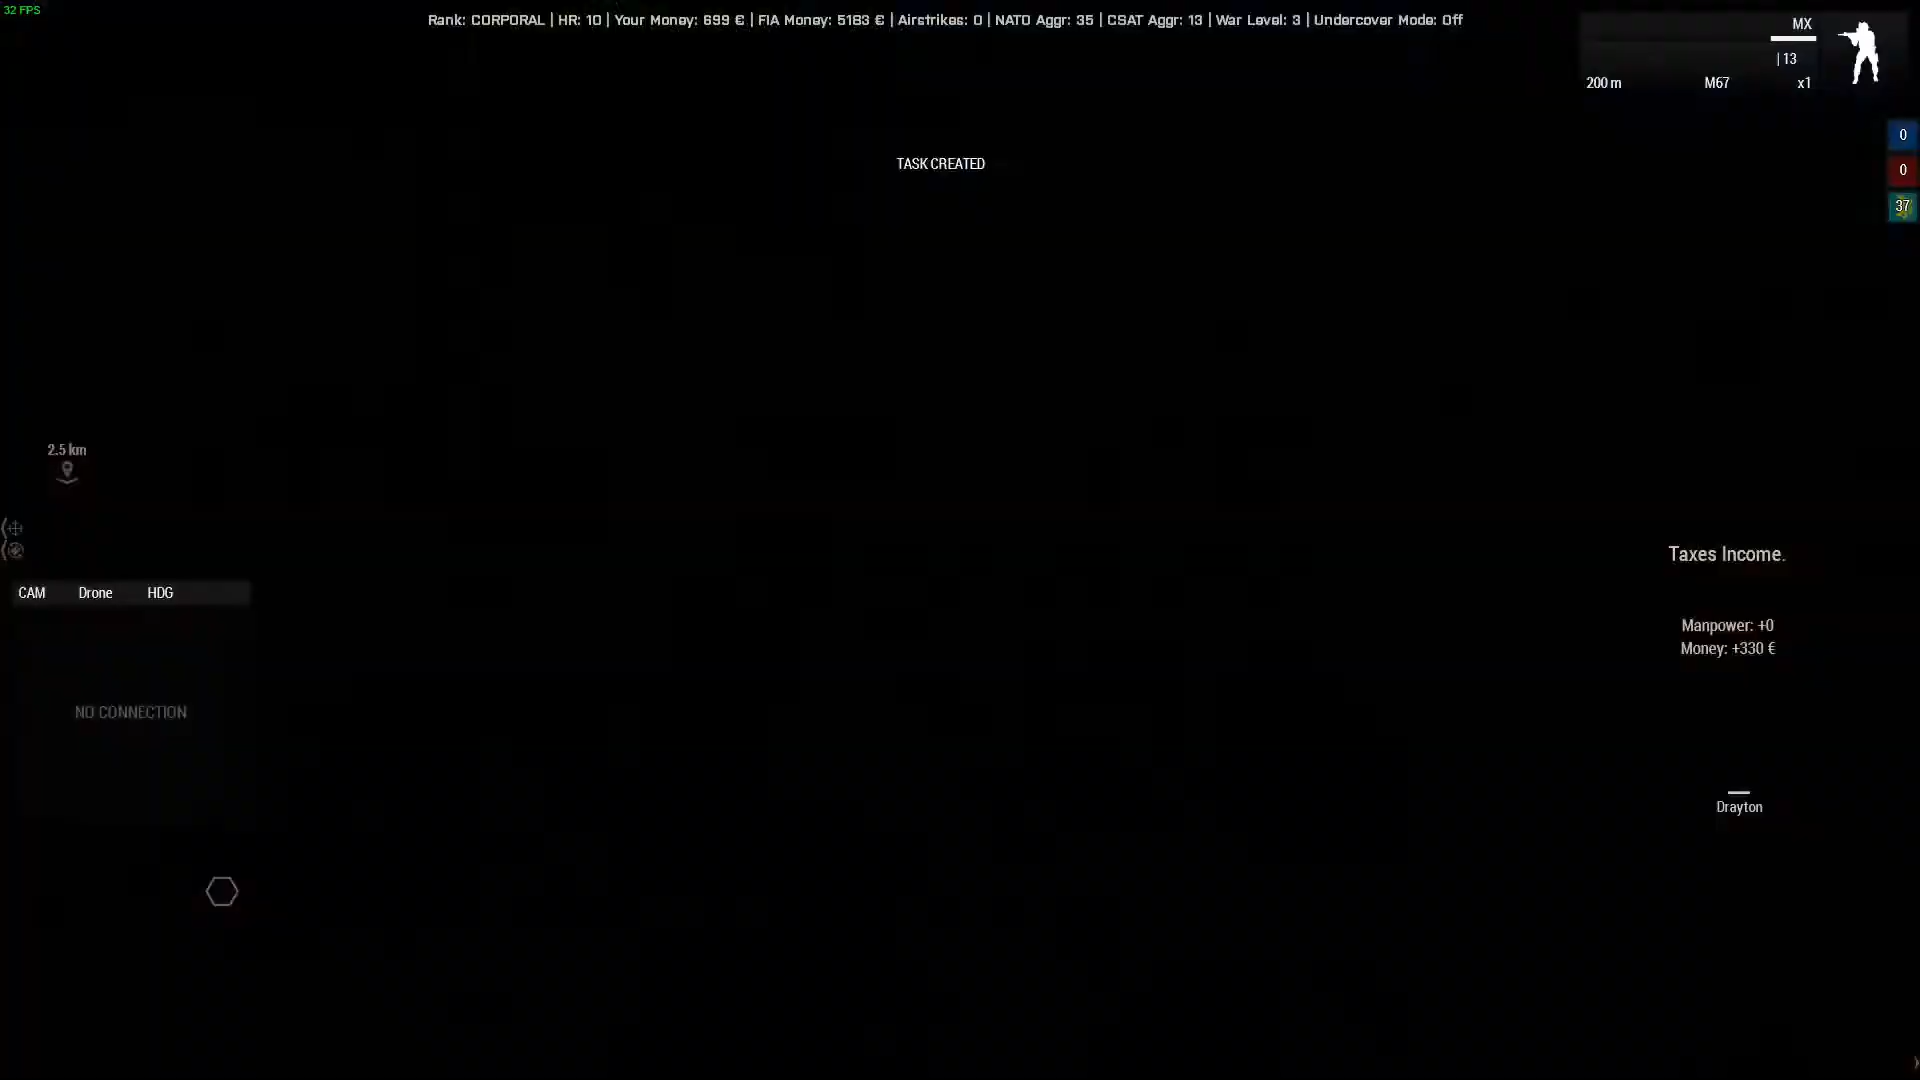 32 FPS
Rank: CORPORAL | HR: 10 | Your Money: 699 € | FIA Money: 5183 € | Airstrikes: 0 | NATO Aggr: 35 | CSAT Aggr: 13 | War Level: 3 | Undercover Mode: Off
MX
| 13
200 m M67 x1
0
0
37
TASK CREATED
2.5 km
Taxes Income.
CAM Drone HDG
Manpower: +0
Money: +330 €
NO CONNECTION
Drayton